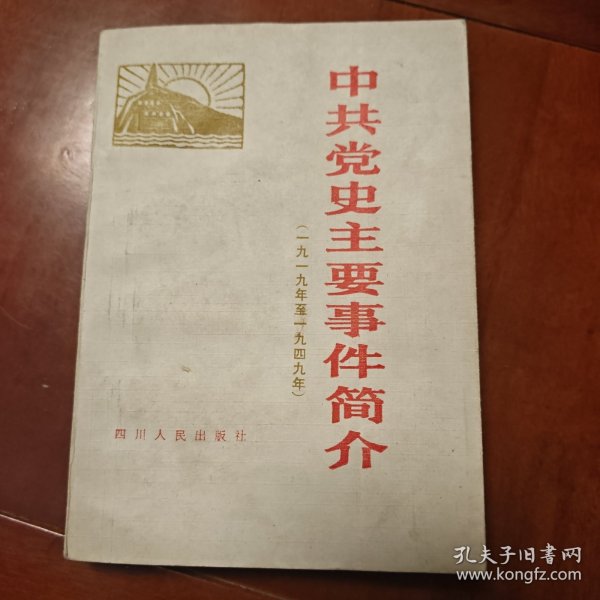 中共党史主要事件简介
（一九一九年至一九四九年）
四川人民出版社
孔夫子旧书网
www.kongfz.com